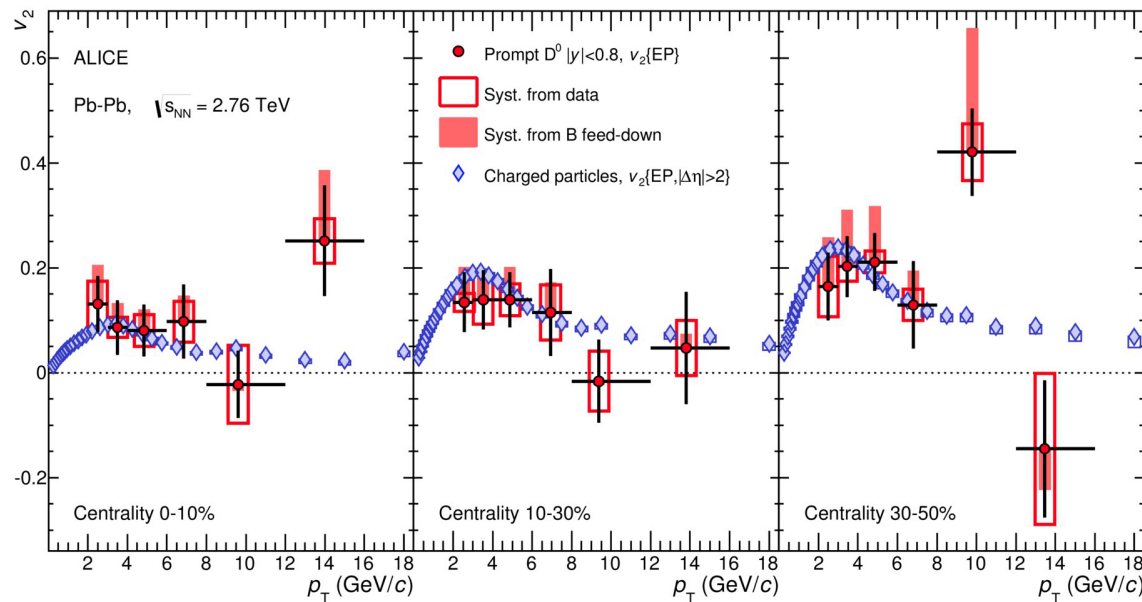 v₂
0.6
0.4
0.2
0
-0.2
ALICE
Pb-Pb, √sNN = 2.76 TeV
Prompt D⁰ |y|<0.8, v₂{EP}
Syst. from data
Syst. from B feed-down
Charged particles, v₂{EP,|Δη|>2}
Centrality 0-10%
Centrality 10-30%
Centrality 30-50%
2 4 6 8 10 12 14 16 18
2 4 6 8 10 12 14 16 18
2 4 6 8 10 12 14 16 18
pT (GeV/c)
pT (GeV/c)
pT (GeV/c)